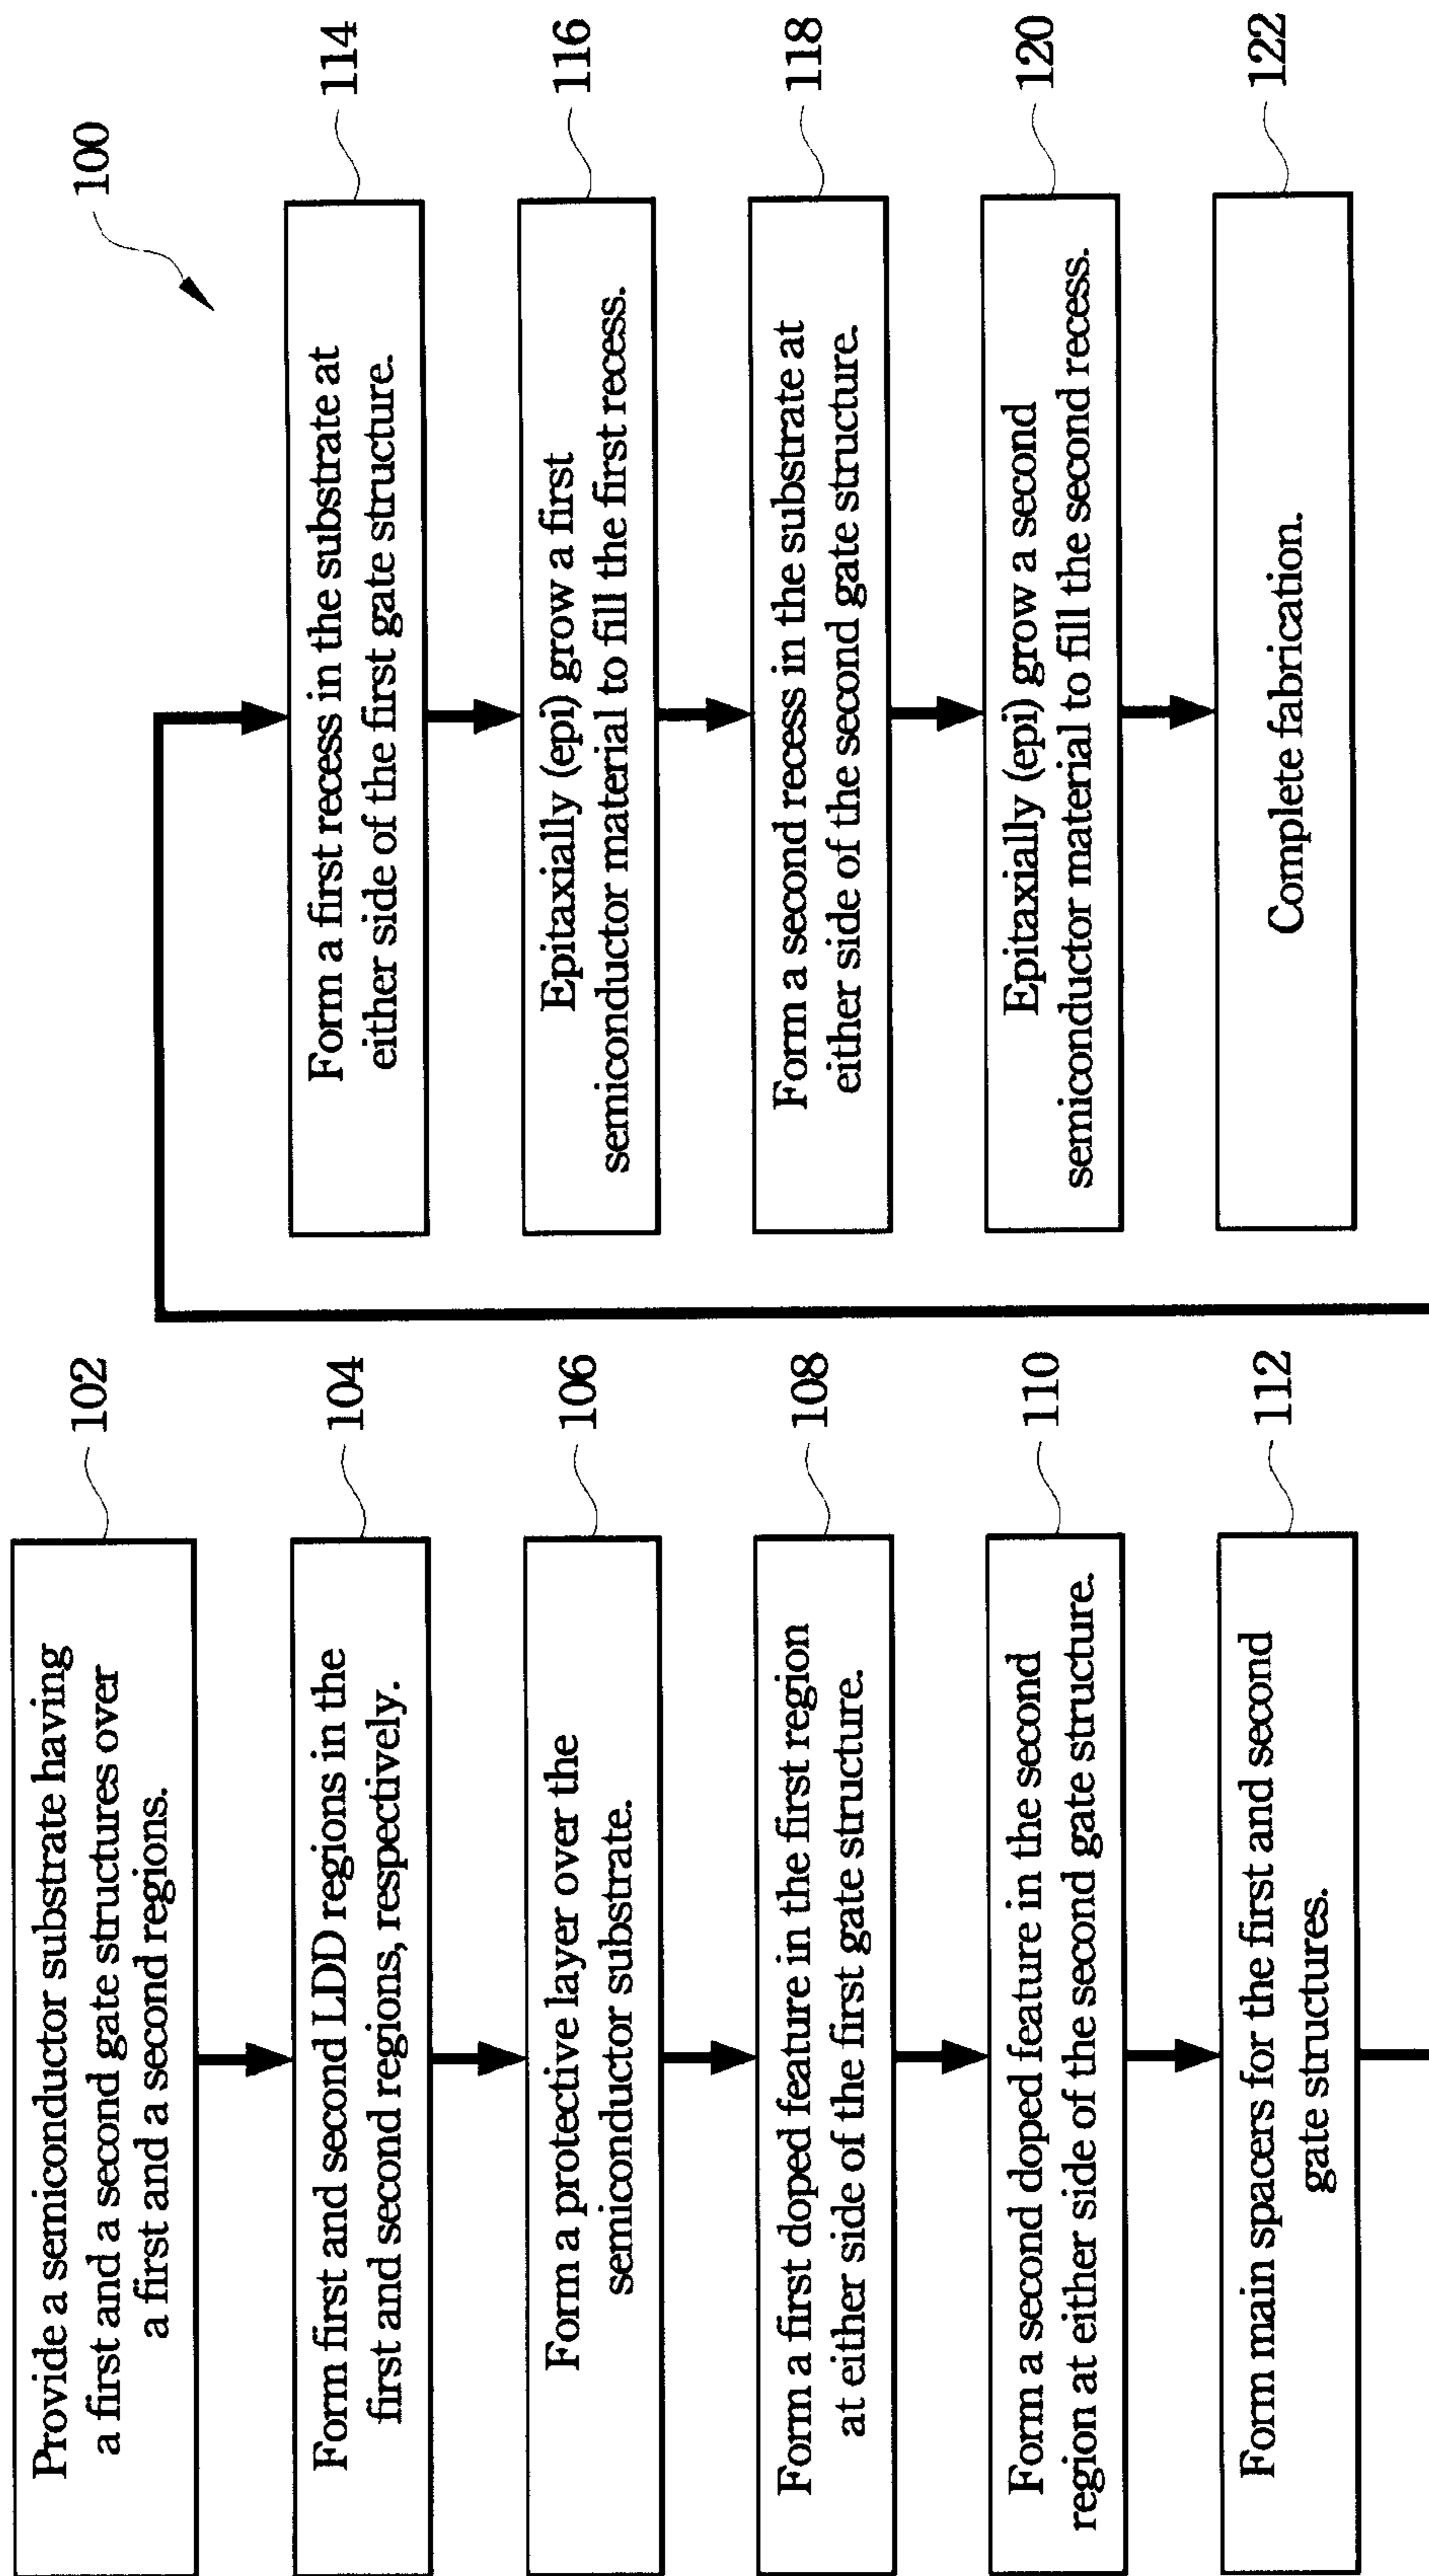 100
Provide a semiconductor substrate having
a first and a second gate structures over
a first and a second regions.
102
Form first and second LDD regions in the
first and second regions, respectively.
104
Form a protective layer over the
semiconductor substrate.
106
Form a first doped feature in the first region
at either side of the first gate structure.
108
Form a second doped feature in the second
region at either side of the second gate structure.
110
Form main spacers for the first and second
gate structures.
112
Form a first recess in the substrate at
either side of the first gate structure.
114
Epitaxially (epi) grow a first
semiconductor material to fill the first recess.
116
Form a second recess in the substrate at
either side of the second gate structure.
118
Epitaxially (epi) grow a second
semiconductor material to fill the second recess.
120
Complete fabrication.
122